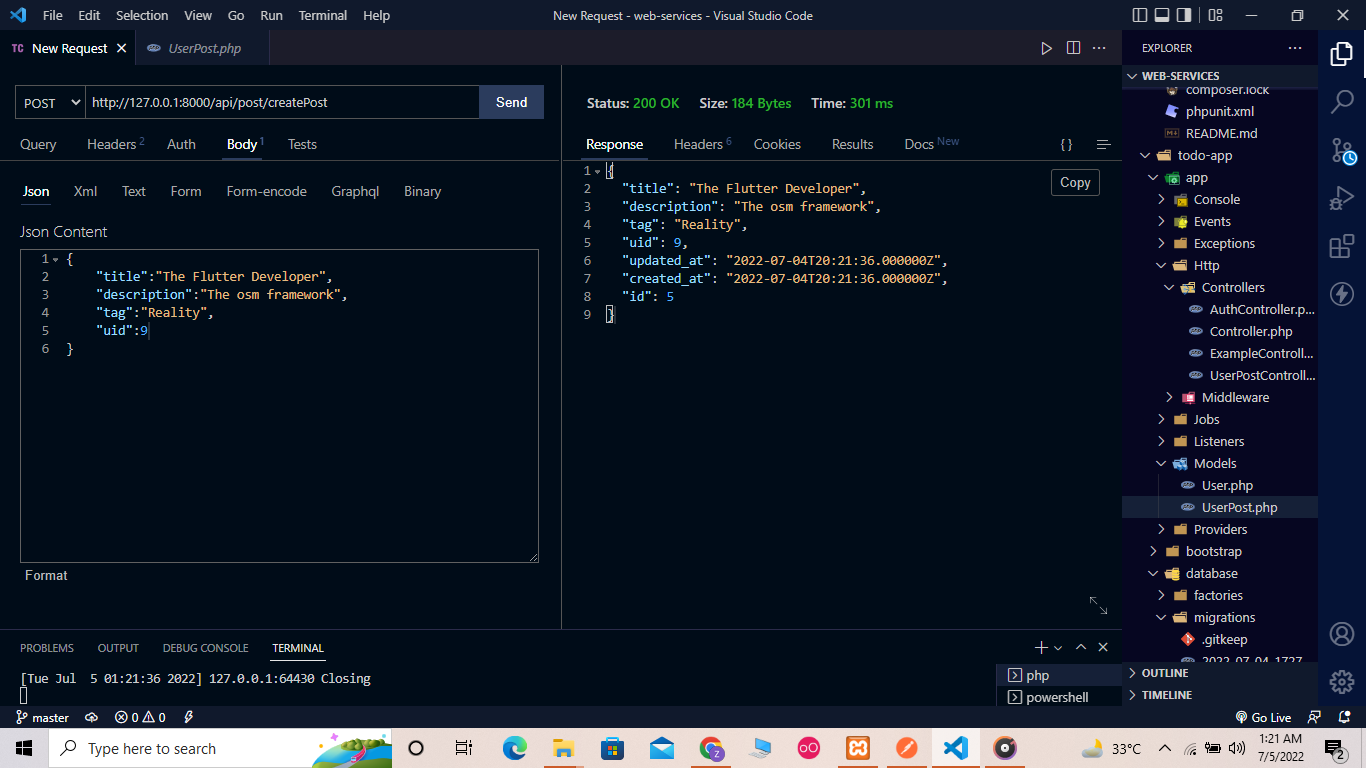 File Edit Selection View Go Run Terminal Help
New Request - web-services - Visual Studio Code
TC New Request
UserPost.php
POST
http://127.0.0.1:8000/api/post/createPost
Send
Query Headers 2 Auth Body 1 Tests
Json Xml Text Form Form-encode Graphql Binary
Json Content
1 {
2 "title":"The Flutter Developer",
3 "description":"The osm framework",
4 "tag":"Reality",
5 "uid":9
6 }
Format
Status: 200 OK Size: 184 Bytes Time: 301 ms
Response Headers 6 Cookies Results Docs New
{ }
Copy
1 {
2 "title": "The Flutter Developer",
3 "description": "The osm framework",
4 "tag": "Reality",
5 "uid": 9,
6 "updated_at": "2022-07-04T20:21:36.000000Z",
7 "created_at": "2022-07-04T20:21:36.000000Z",
8 "id": 5
9 }
EXPLORER
WEB-SERVICES
composer.lock
phpunit.xml
README.md
todo-app
app
Console
Events
Exceptions
Http
Controllers
AuthController.p...
Controller.php
ExampleControll...
UserPostControll...
Middleware
Jobs
Listeners
Models
User.php
UserPost.php
Providers
bootstrap
database
factories
migrations
.gitkeep
2022_07_04_1727...
OUTLINE
TIMELINE
PROBLEMS OUTPUT DEBUG CONSOLE TERMINAL
[Tue Jul  5 01:21:36 2022] 127.0.0.1:64430 Closing
php
powershell
master 0 0
Go Live
Type here to search
33°C
1:21 AM
7/5/2022
2